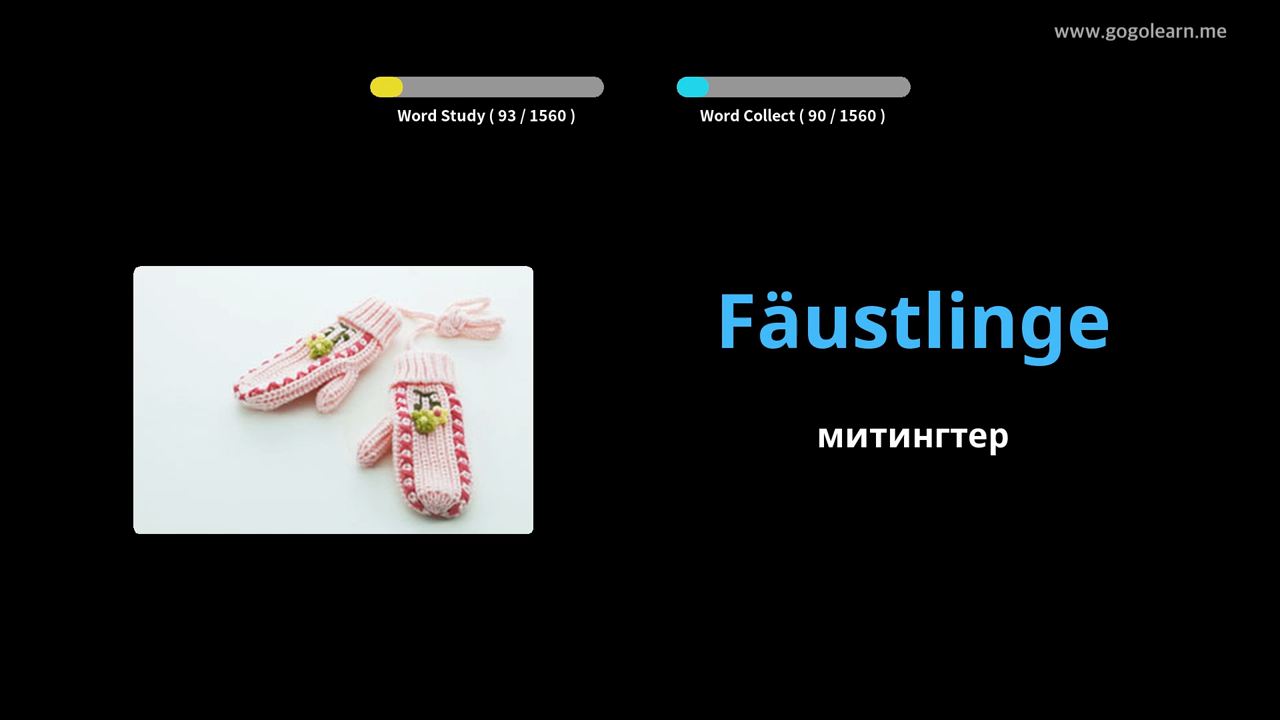 www.gogolearn.me
Word Study ( 93 / 1560 )
Word Collect ( 90 / 1560 )
Fäustlinge
митингтер